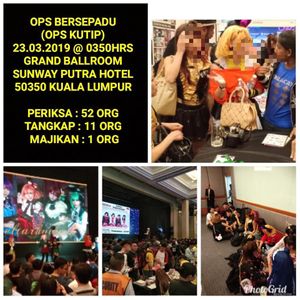 OPS BERSEPADU
(OPS KUTIP)
23.03.2019 @ 0350HRS
GRAND BALLROOM
SUNWAY PUTRA HOTEL
50350 KUALA LUMPUR
PERIKSA : 52 ORG
TANGKAP : 11 ORG
MAJIKAN : 1 ORG
PhotoGrid